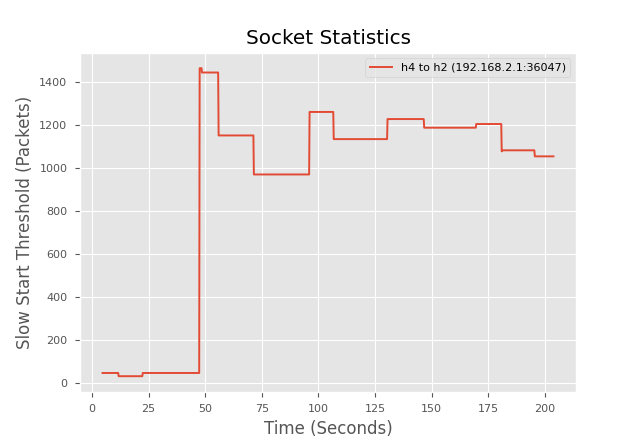 Socket Statistics
h4 to h2 (192.168.2.1:36047)
Slow Start Threshold (Packets)
1400
1200
1000
800
600
400
200
0
0 25 50 75 100 125 150 175 200
Time (Seconds)